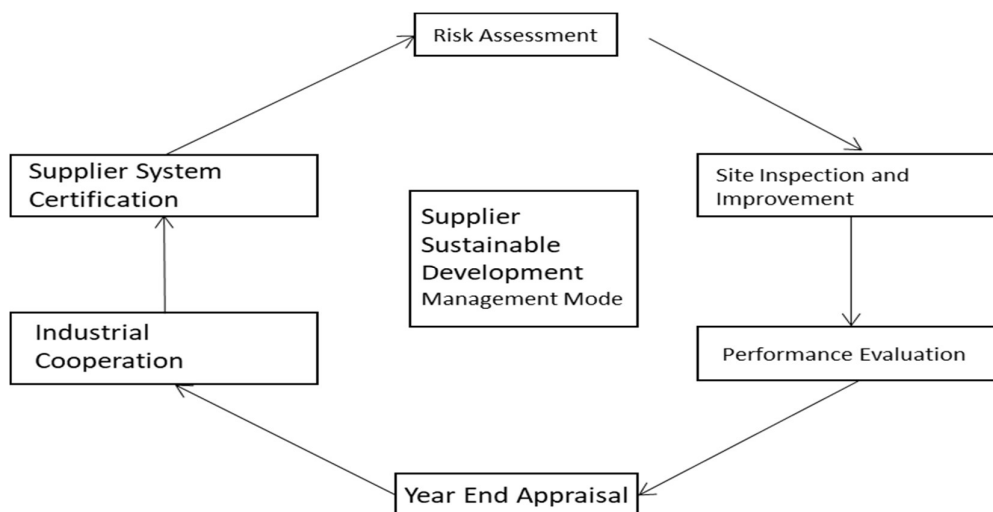 Risk Assessment
Supplier System
Certification
Site Inspection and
Improvement
Supplier
Sustainable
Development
Management Mode
Industrial
Cooperation
Performance Evaluation
Year End Appraisal